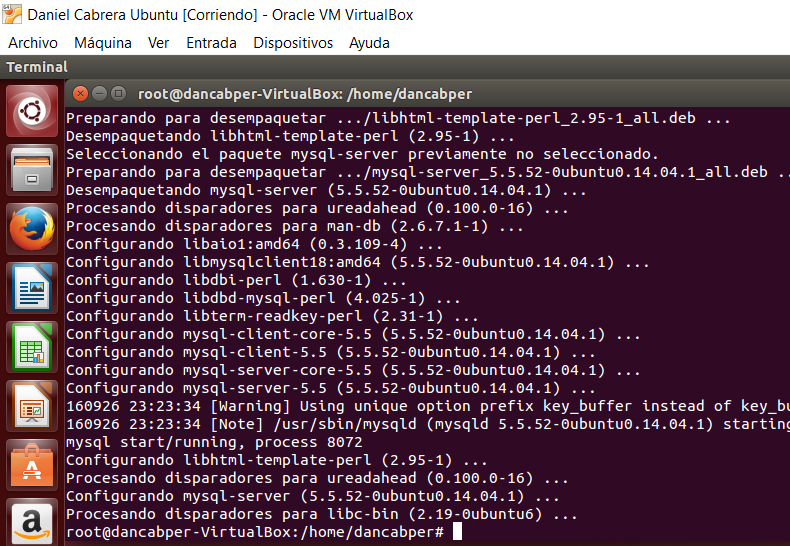 Daniel Cabrera Ubuntu [Corriendo] - Oracle VM VirtualBox
Archivo Máquina Ver Entrada Dispositivos Ayuda
Terminal
root@dancabper-VirtualBox: /home/dancabper
Preparando para desempaquetar .../libhtml-template-perl_2.95-1_all.deb ...
Desempaquetando libhtml-template-perl (2.95-1) ...
Seleccionando el paquete mysql-server previamente no seleccionado.
Preparando para desempaquetar .../mysql-server_5.5.52-0ubuntu0.14.04.1_all.deb ..
Desempaquetando mysql-server (5.5.52-0ubuntu0.14.04.1) ...
Procesando disparadores para ureadahead (0.100.0-16) ...
Procesando disparadores para man-db (2.6.7.1-1) ...
Configurando libaio1:amd64 (0.3.109-4) ...
Configurando libmysqlclient18:amd64 (5.5.52-0ubuntu0.14.04.1) ...
Configurando libdbi-perl (1.630-1) ...
Configurando libdbd-mysql-perl (4.025-1) ...
Configurando libterm-readkey-perl (2.31-1) ...
Configurando mysql-client-core-5.5 (5.5.52-0ubuntu0.14.04.1) ...
Configurando mysql-client-5.5 (5.5.52-0ubuntu0.14.04.1) ...
Configurando mysql-server-core-5.5 (5.5.52-0ubuntu0.14.04.1) ...
Configurando mysql-server-5.5 (5.5.52-0ubuntu0.14.04.1) ...
160926 23:23:34 [Warning] Using unique option prefix key_buffer instead of key_bu
160926 23:23:34 [Note] /usr/sbin/mysqld (mysqld 5.5.52-0ubuntu0.14.04.1) starting
mysql start/running, process 8072
Configurando libhtml-template-perl (2.95-1) ...
Procesando disparadores para ureadahead (0.100.0-16) ...
Configurando mysql-server (5.5.52-0ubuntu0.14.04.1) ...
Procesando disparadores para libc-bin (2.19-0ubuntu6) ...
root@dancabper-VirtualBox:/home/dancabper#